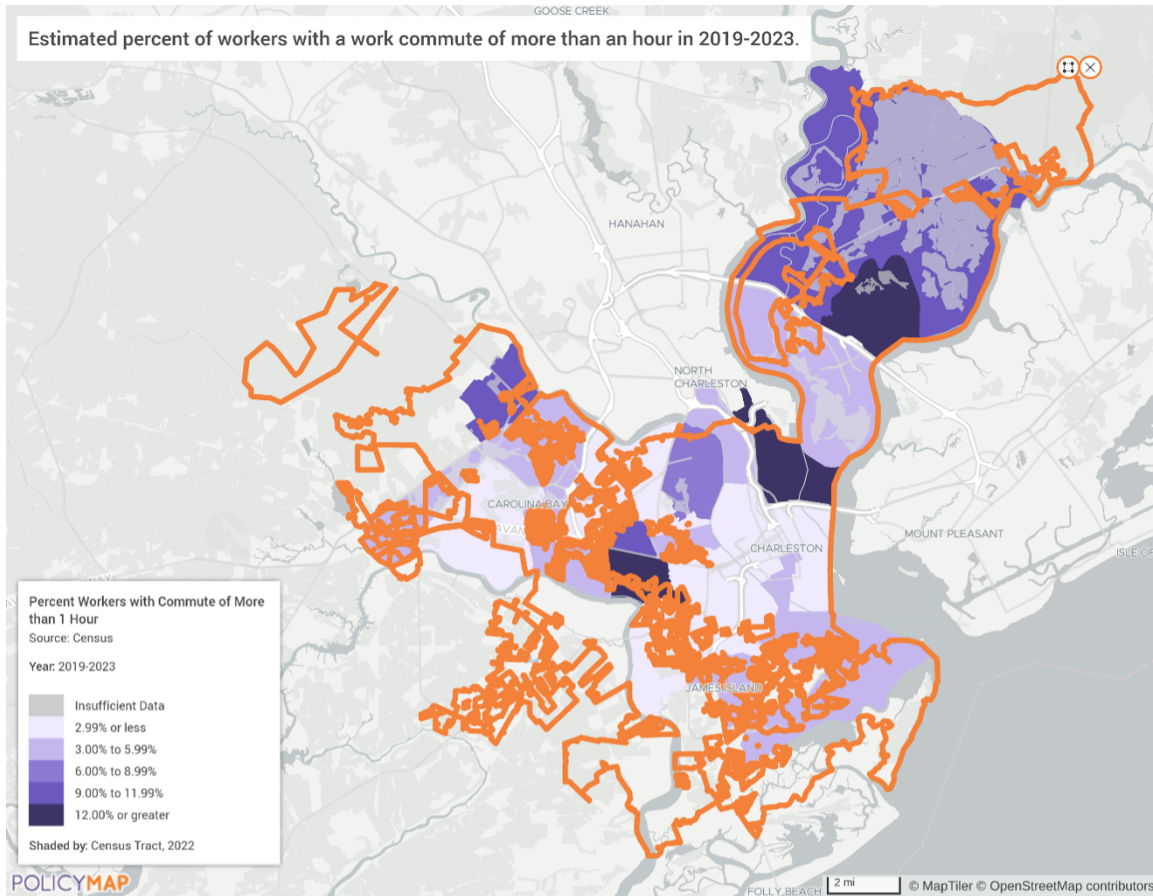 GOOSE CREEK
Estimated percent of workers with a work commute of more than an hour in 2019-2023.
HANAHAN
NORTH
CHARLESTON
CAROLINA BAY
AVAN
CHARLESTON
MOUNT PLEASANT
ISLE OF
WAY
JAMES ISLAND
FOLLY BEACH
Percent Workers with Commute of More
than 1 Hour
Source: Census
Year: 2019-2023
Insufficient Data
2.99% or less
3.00% to 5.99%
6.00% to 8.99%
9.00% to 11.99%
12.00% or greater
Shaded by: Census Tract, 2022
POLICYMAP
2 mi
© MapTiler © OpenStreetMap contributors